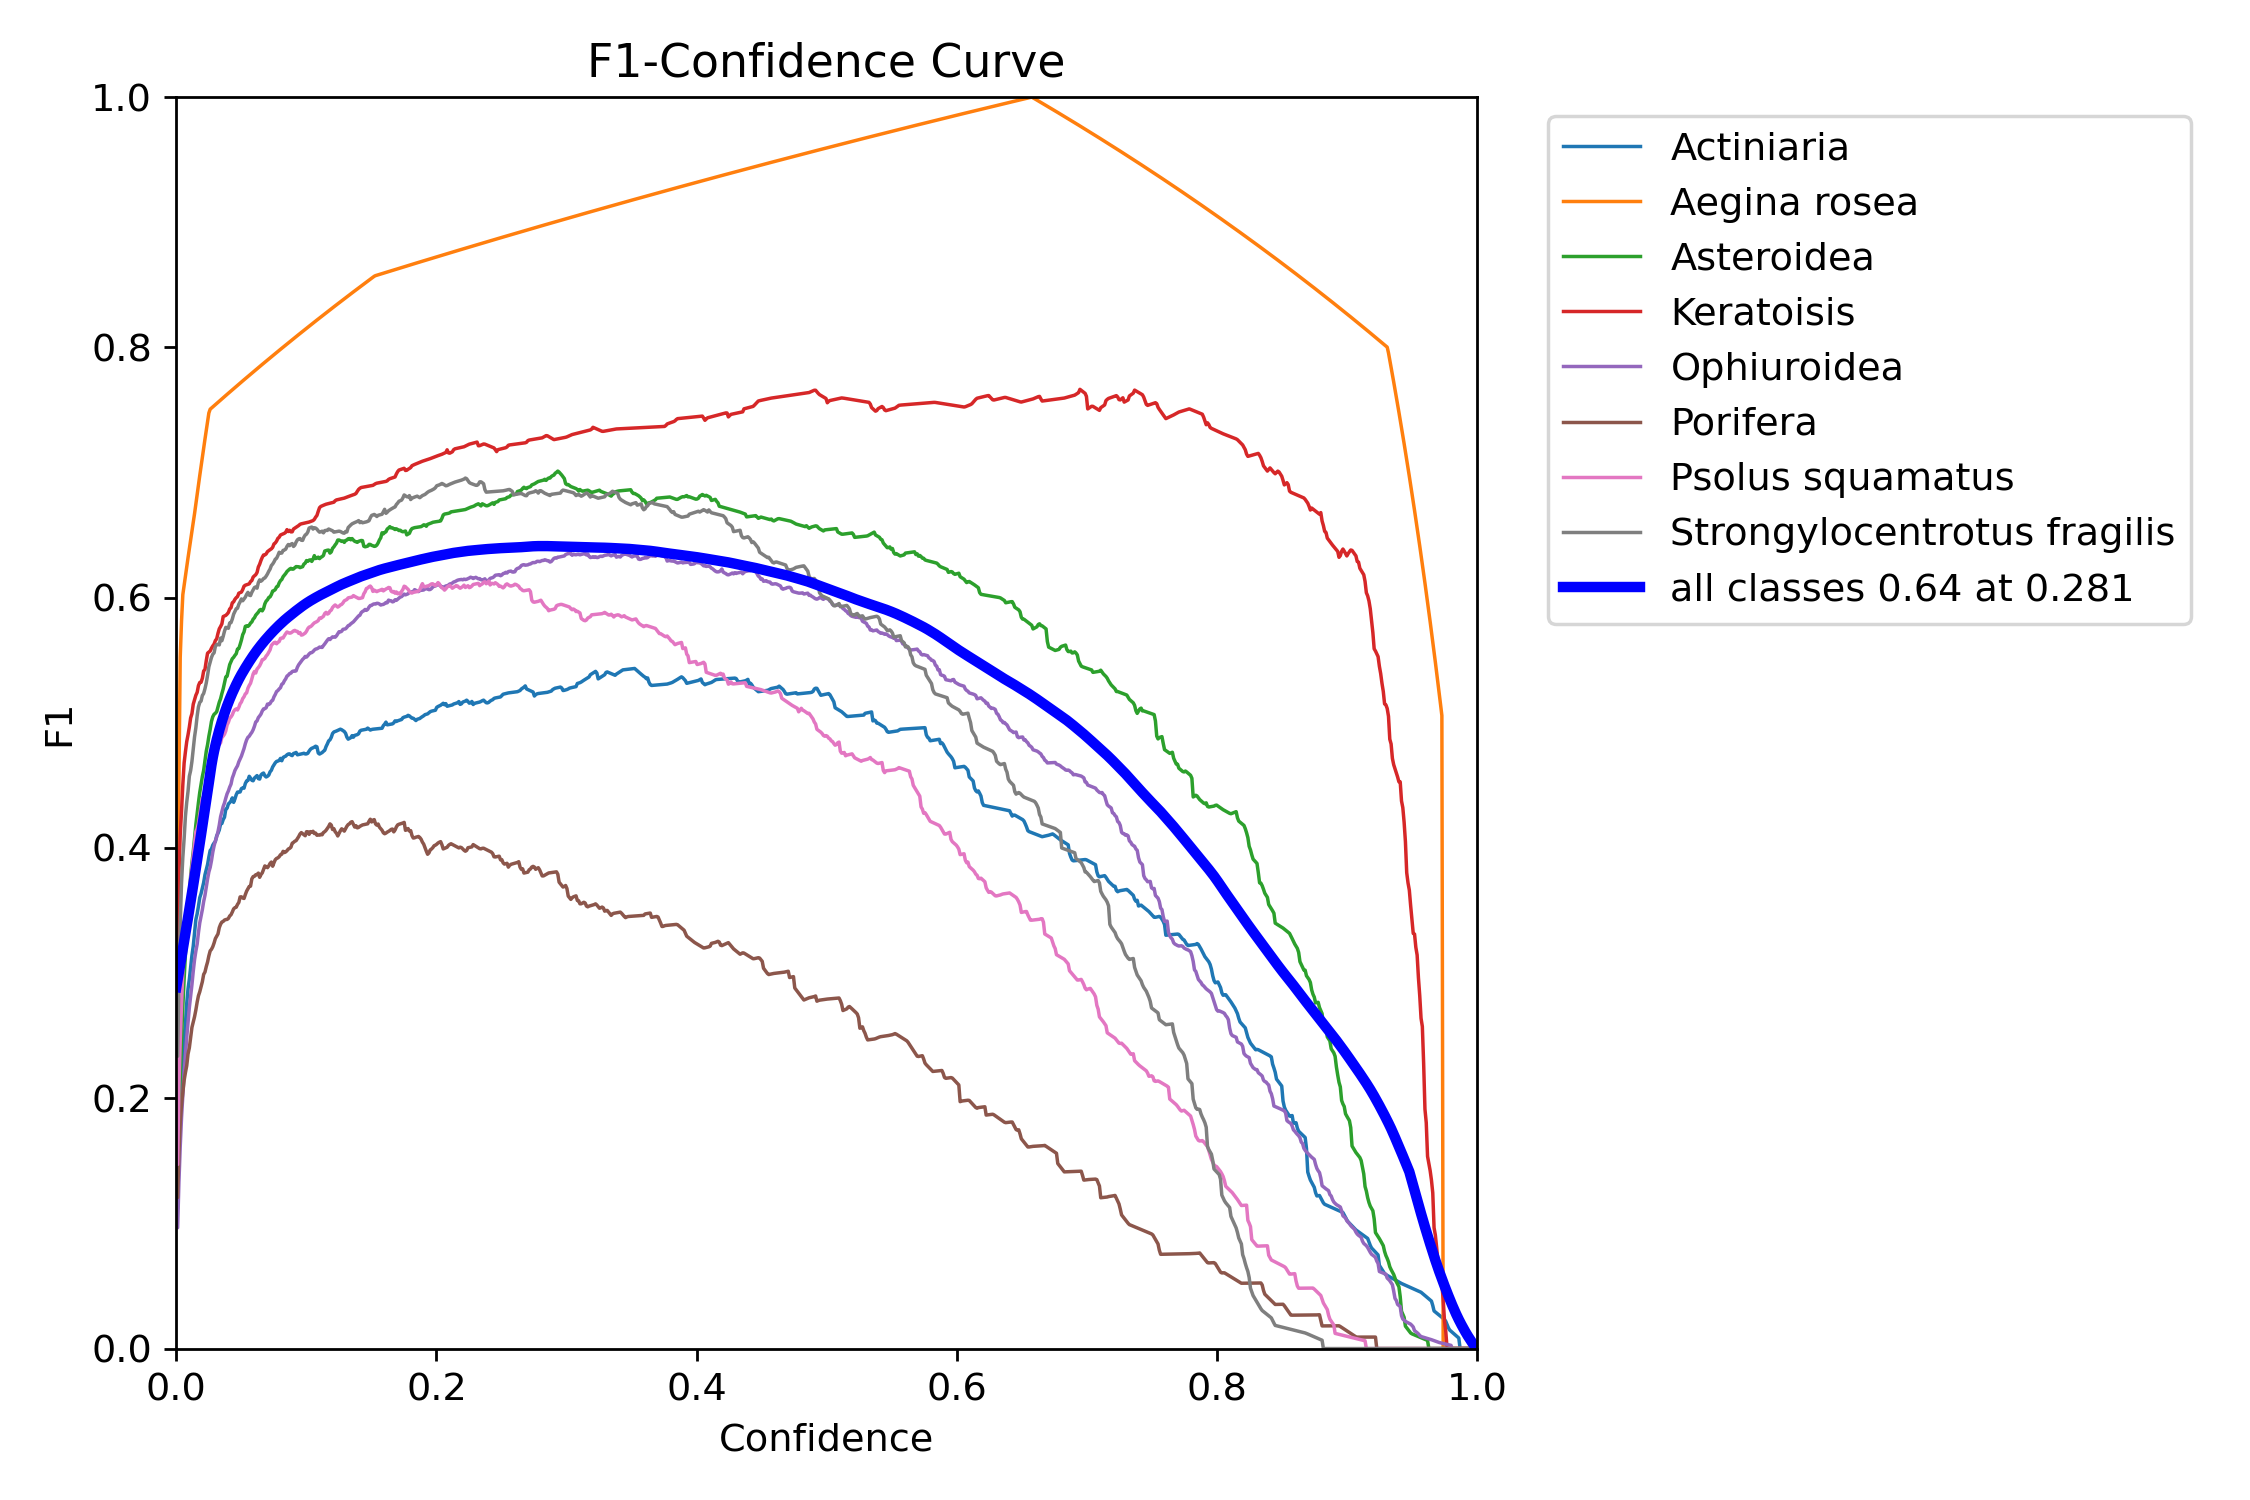 F1-Confidence Curve
1.0
0.8
0.6
0.4
0.2
0.0
F1
0.0 0.2 0.4 0.6 0.8 1.0
Confidence
Actiniaria
Aegina rosea
Asteroidea
Keratoisis
Ophiuroidea
Porifera
Psolus squamatus
Strongylocentrotus fragilis
all classes 0.64 at 0.281